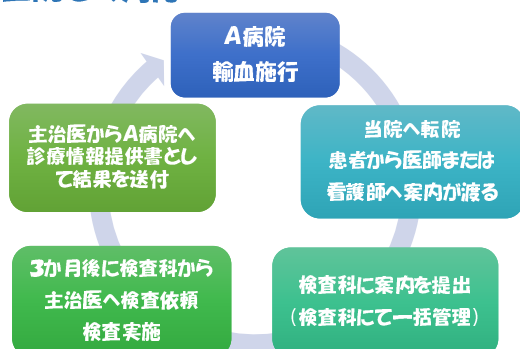 A病院
輸血施行
当院へ転院
患者から医師または
看護師へ案内が渡る
検査科に案内を提出
（検査科にて一括管理）
3か月後に検査科から
主治医へ検査依頼
検査実施
主治医からA病院へ
診療情報提供書とし
て結果を送付